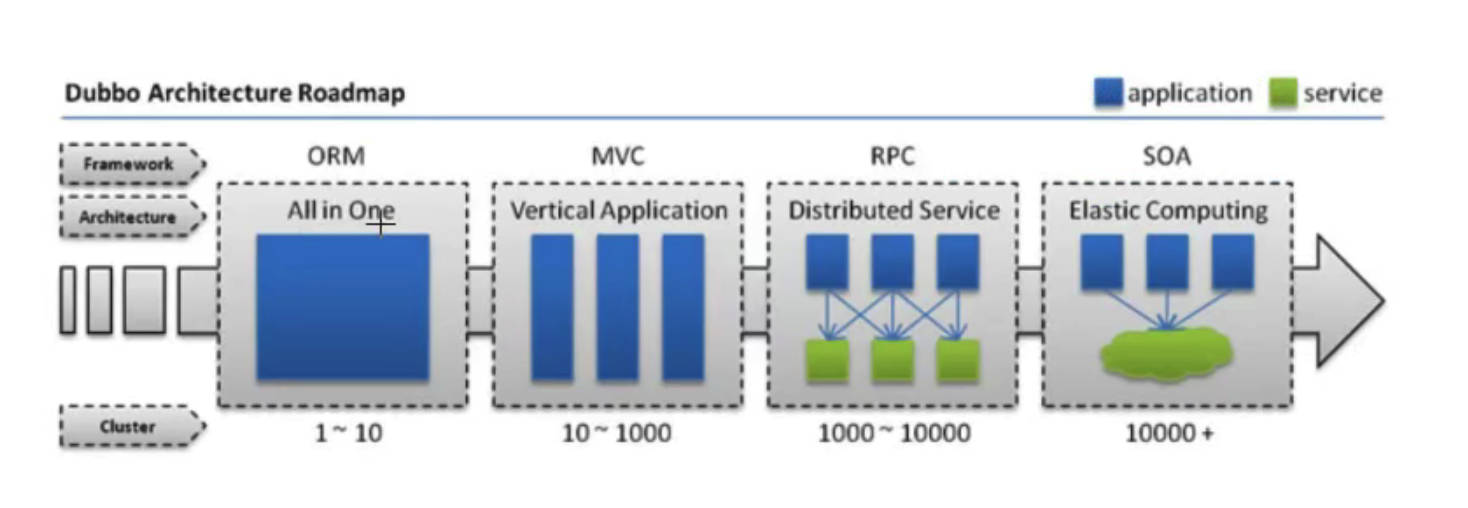 Dubbo Architecture Roadmap
application service
Framework
ORM MVC RPC SOA
Architecture
All in One Vertical Application Distributed Service Elastic Computing
Cluster
1 ~ 10 10 ~ 1000 1000 ~ 10000 10000 +